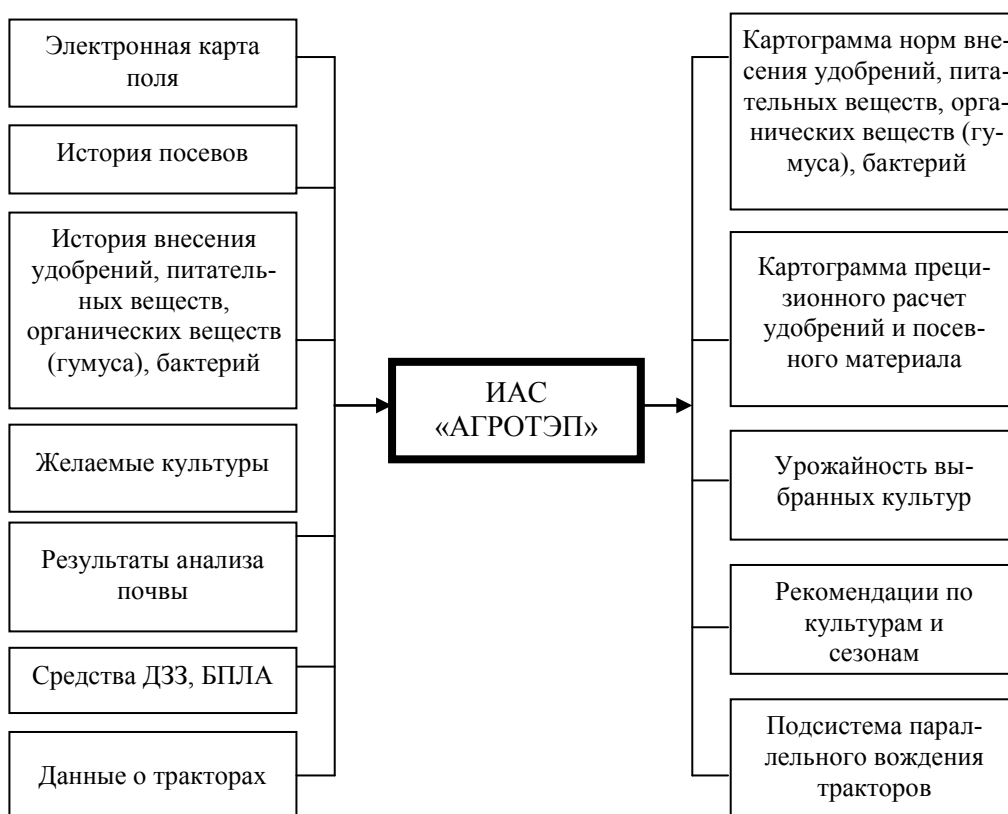 Электронная карта
поля
История посевов
История внесения
удобрений, питатель-
ных веществ,
органических веществ
(гумуса), бактерий
Желаемые культуры
Результаты анализа
почвы
Средства ДЗЗ, БПЛА
Данные о тракторах
ИАС
«АГРОТЭП»
Картограмма норм вне-
сения удобрений, пита-
тельных веществ, орга-
нических веществ (гу-
муса), бактерий
Картограмма преци-
зионного расчет
удобрений и посев-
ного материала
Урожайность вы-
бранных культур
Рекомендации по
культурам и
сезонам
Подсистема парал-
лельного вождения
тракторов